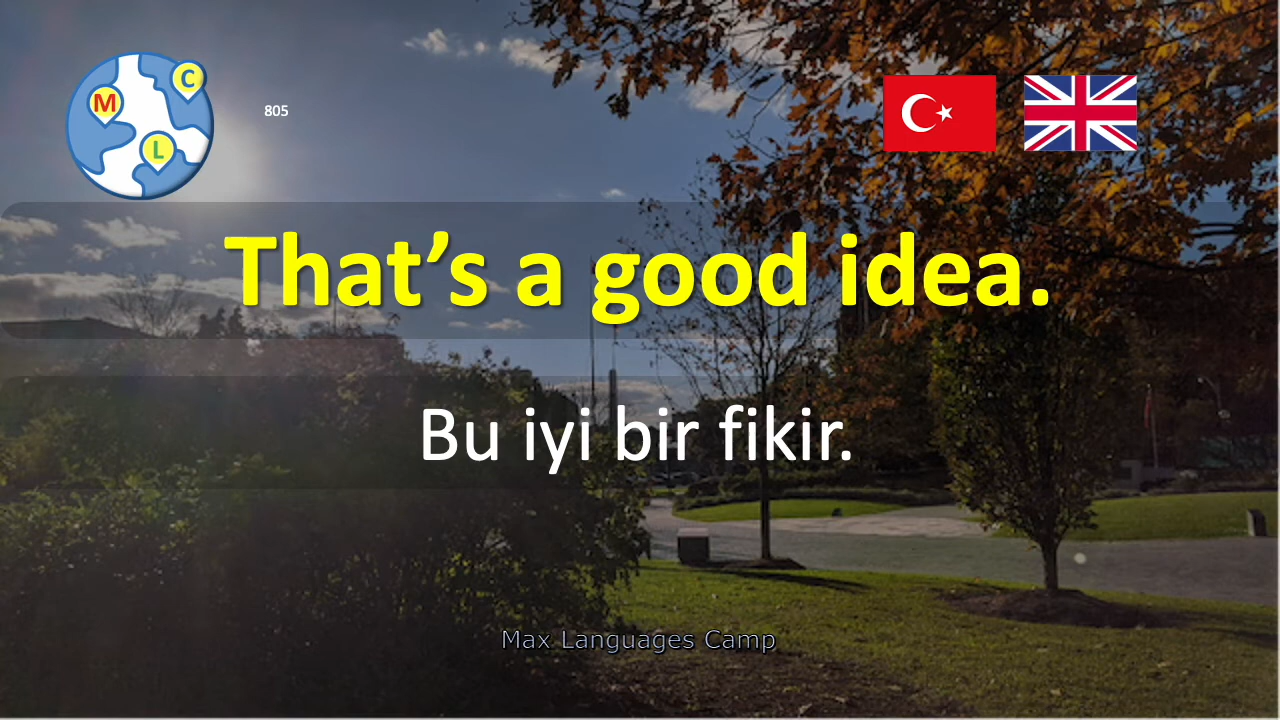 M
C
L
805
That’s a good idea.
Bu iyi bir fikir.
Max Languages Camp